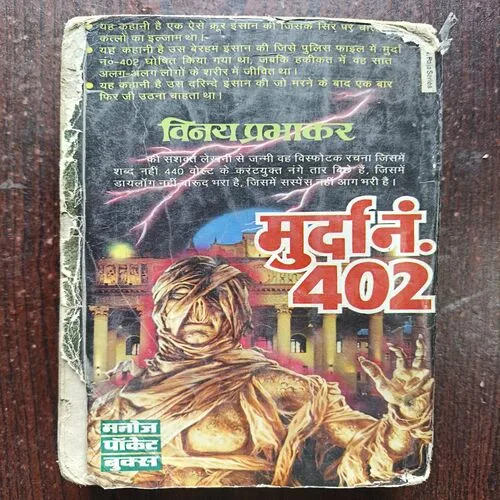 • यह कहानी है एक ऐसे क्रूर इंसान की जिसके सिर पर
कत्लों का इल्जाम था।
• यह कहानी है उस बेरहम इंसान की जिसे पुलिस फाइल में मुर्दा
नं०-402 घोषित किया गया था, जबकि हकीकत में वह सात
अलग-अलग लोगों के शरीर में जीवित था।
• यह कहानी है उस दरिन्दे इंसान की जो मरने के बाद एक बार
फिर जी उठना चाहता था।
विनय प्रभाकर
की सशक्त लेखनी से जन्मी वह विस्फोटक रचना जिसमें
शब्द नहीं 440 वोल्ट के करंटयुक्त नंगे तार बिछे हैं, जिसमें
डायलॉग नहीं बारूद भरा है, जिसमें सस्पेंस नहीं आग भरी है।
मुर्दा नं.
402
मनोज
पॉकेट
बुक्स